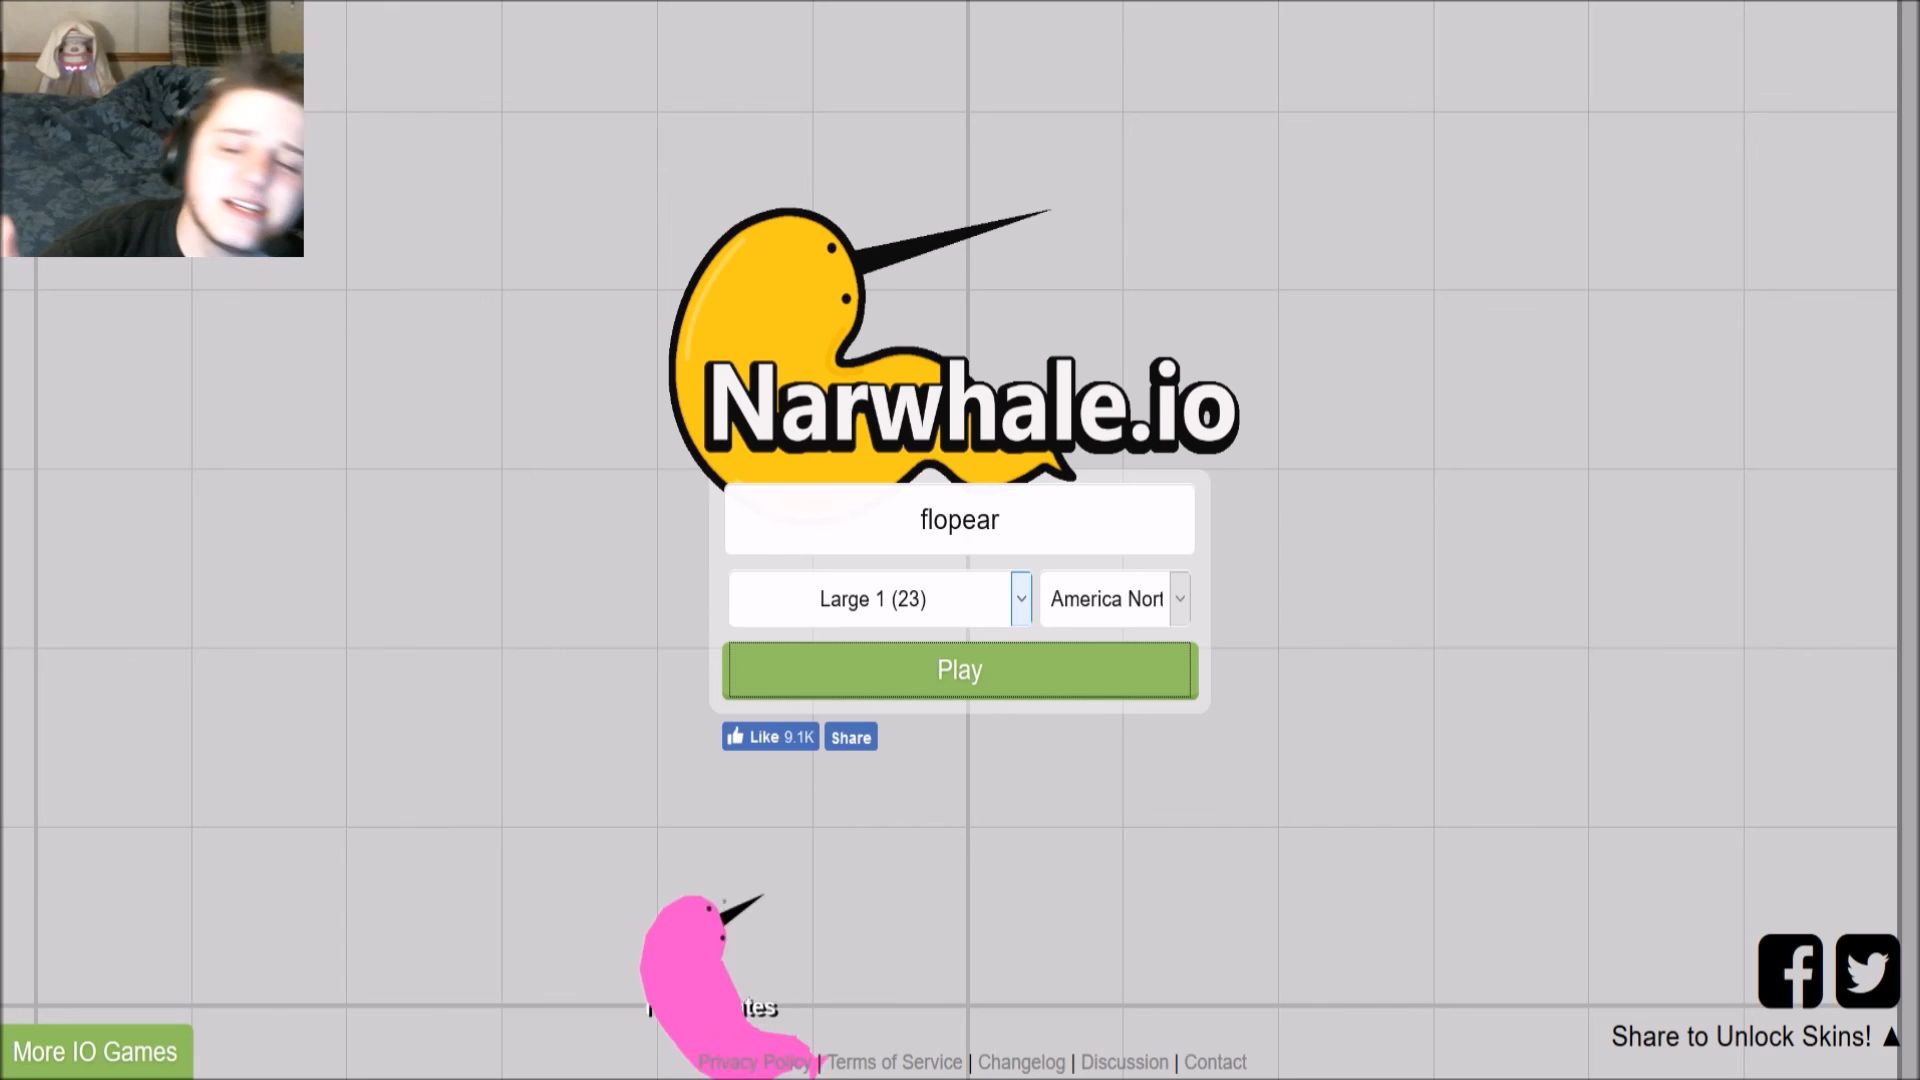 Narwhale.io
flopear
Large 1 (23)
America Nort
Play
Like 9.1K
Share
Share to Unlock Skins! ▲
More IO Games
Privacy Policy | Terms of Service | Changelog | Discussion | Contact